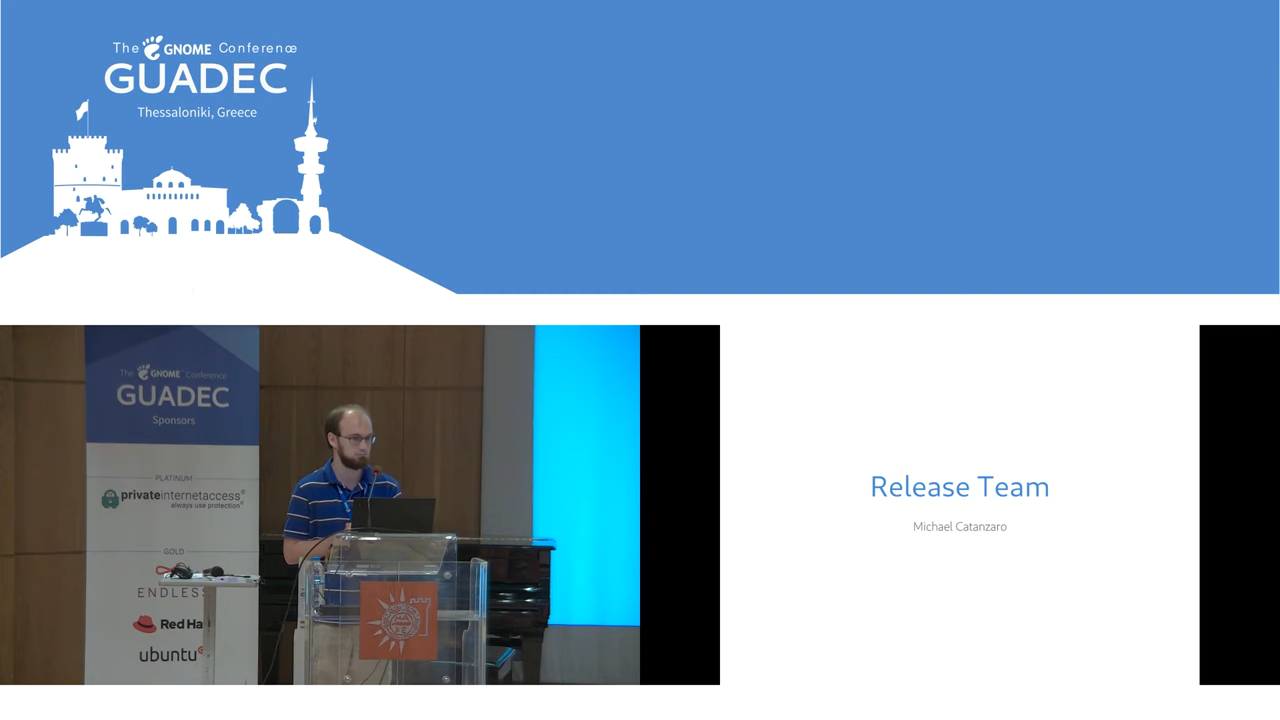 The GNOME Conference
GUADEC
Thessaloniki, Greece
The GNOME Conference
GUADEC
Sponsors
PLATINUM
privateinternetaccess®
always use protection®
GOLD
ENDLESS
Red Ha
ubuntu
Release Team
Michael Catanzaro